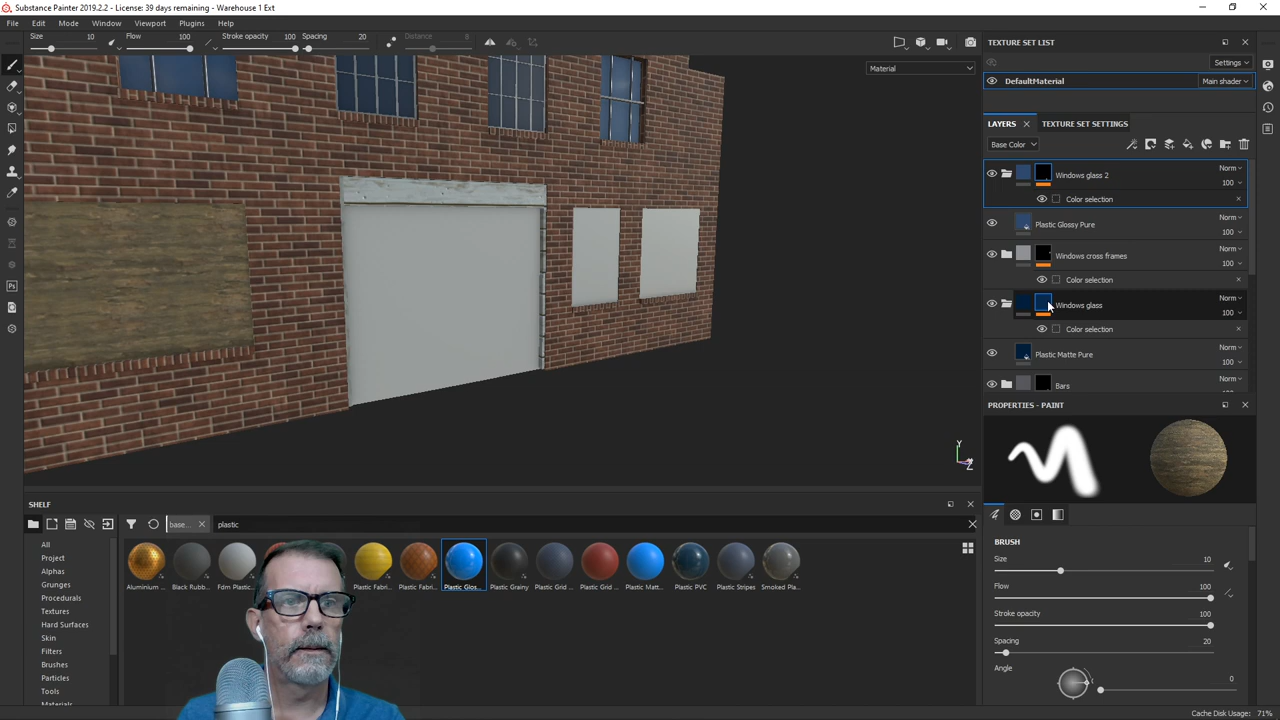 Substance Painter 2019.2.2 - License: 39 days remaining - Warehouse 1 Ext
File Edit Mode Window Viewport Plugins Help
Size 10 Flow 100 Stroke opacity 100 Spacing 20 Distance 8
Material
TEXTURE SET LIST
Settings
DefaultMaterial Main shader
LAYERS TEXTURE SET SETTINGS
Base Color
Windows glass 2 Norm 100
Color selection
Plastic Glossy Pure Norm 100
Windows cross frames Norm 100
Color selection
Windows glass Norm 100
Color selection
Plastic Matte Pure Norm 100
Bars Norm
PROPERTIES - PAINT
BRUSH
Size 10
Flow 100
Stroke opacity 100
Spacing 20
Angle 0
Y
Z
SHELF
base... plastic
All
Project
Alphas
Grunges
Procedurals
Textures
Hard Surfaces
Skin
Filters
Brushes
Particles
Tools
Materials
Aluminium ... Black Rubb... Fdm Plastic ... Plastic Fabri... Plastic Fabri... Plastic Glos... Plastic Grainy Plastic Grid ... Plastic Grid ... Plastic Matt... Plastic PVC Plastic Stripes Smoked Pla...
Cache Disk Usage: 71%